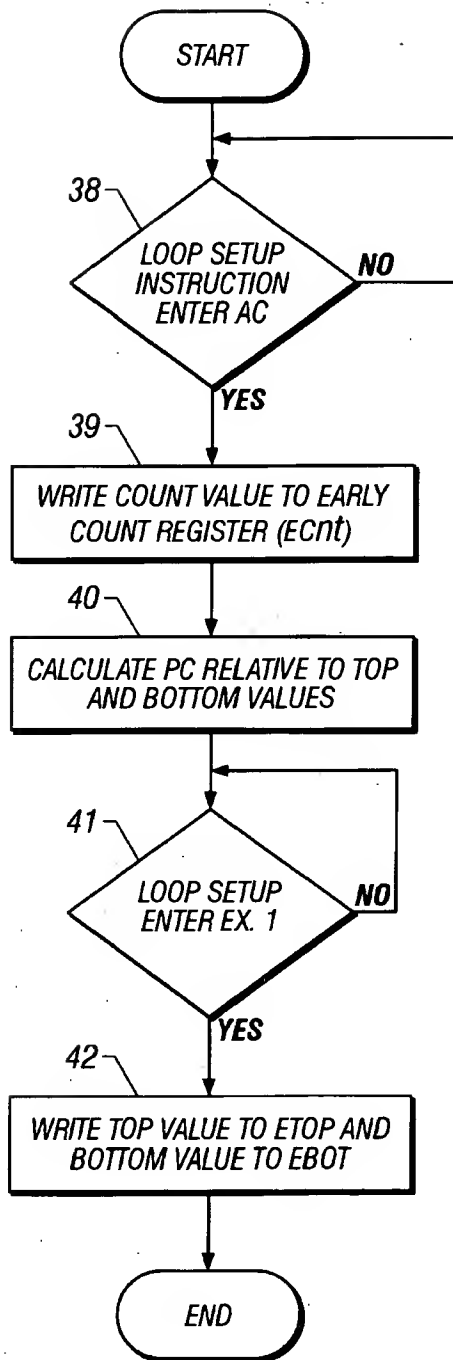 START
38
LOOP SETUP
INSTRUCTION
ENTER AC
NO
YES
39
WRITE COUNT VALUE TO EARLY
COUNT REGISTER (ECnt)
40
CALCULATE PC RELATIVE TO TOP
AND BOTTOM VALUES
41
LOOP SETUP
ENTER EX. 1
NO
YES
42
WRITE TOP VALUE TO ETOP AND
BOTTOM VALUE TO EBOT
END